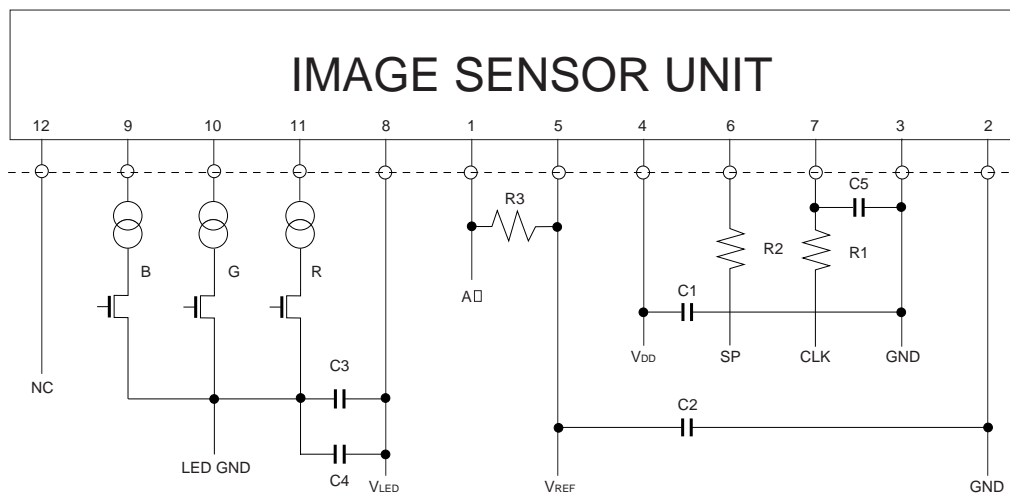 IMAGE SENSOR UNIT
12 9 10 11 8 1 5 4 6 7 3 2
C5
R3
R2 R1
B G R
A▯
C1
VDD SP CLK GND
C3
NC
C2
LED GND
C4
VLED VREF GND